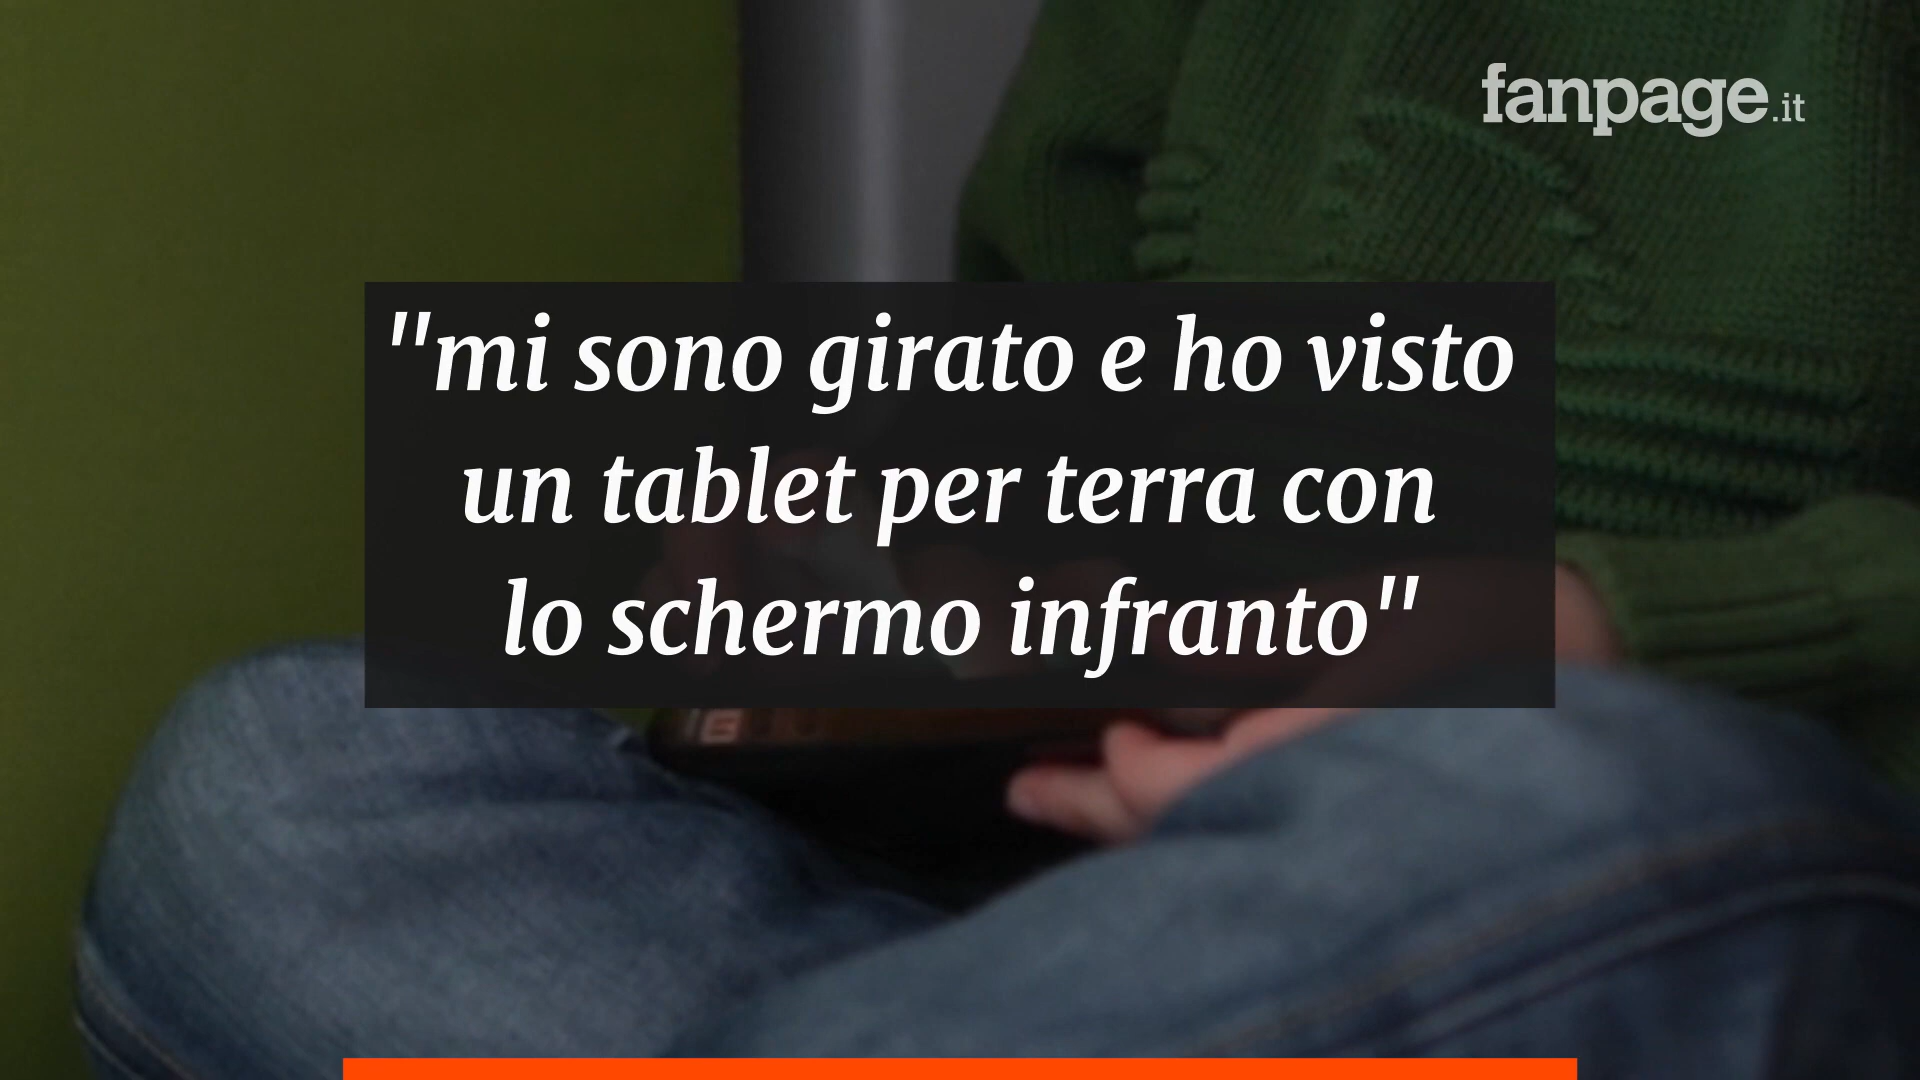 fanpage.it
"mi sono girato e ho visto
un tablet per terra con
lo schermo infranto"